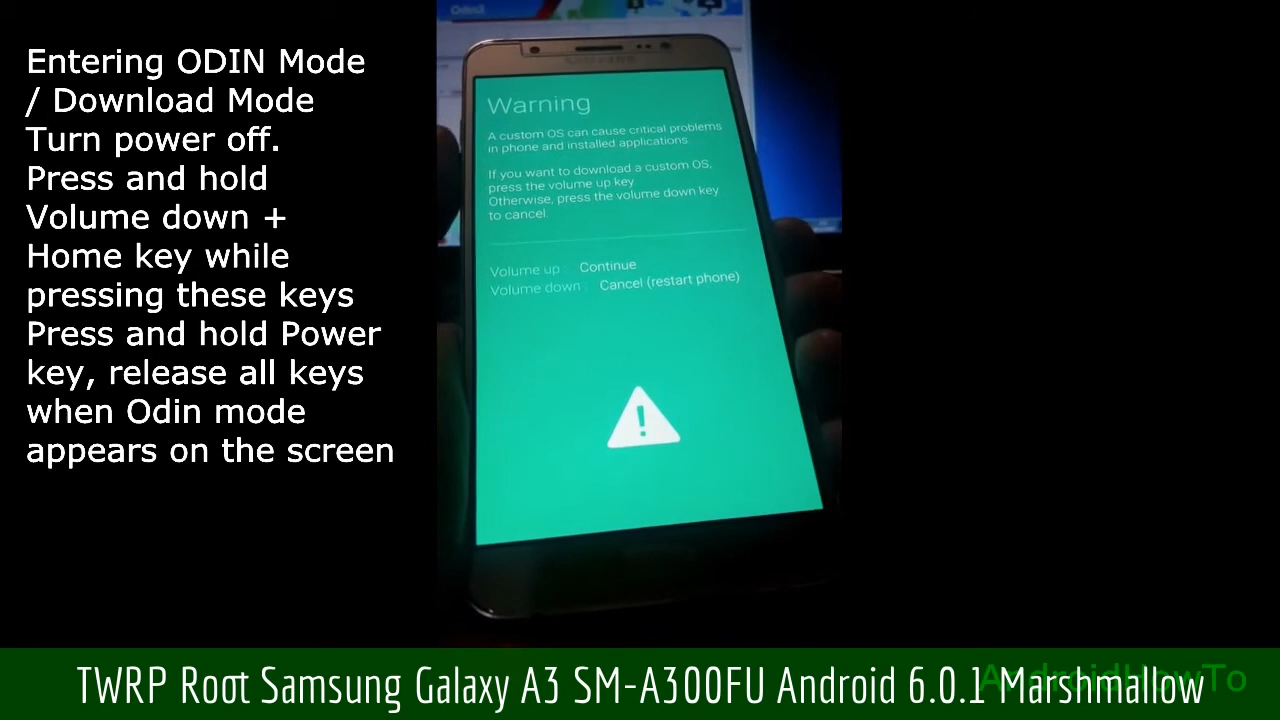 Entering ODIN Mode
/ Download Mode
Turn power off.
Press and hold
Volume down +
Home key while
pressing these keys
Press and hold Power
key, release all keys
when Odin mode
appears on the screen
Odin3
SAMSUNG
Warning
A custom OS can cause critical problems
in phone and installed applications.
If you want to download a custom OS,
press the volume up key
Otherwise, press the volume down key
to cancel.
Volume up : Continue
Volume down : Cancel (restart phone)
TWRP Root Samsung Galaxy A3 SM-A300FU Android 6.0.1 Marshmallow
AndroidHowTo